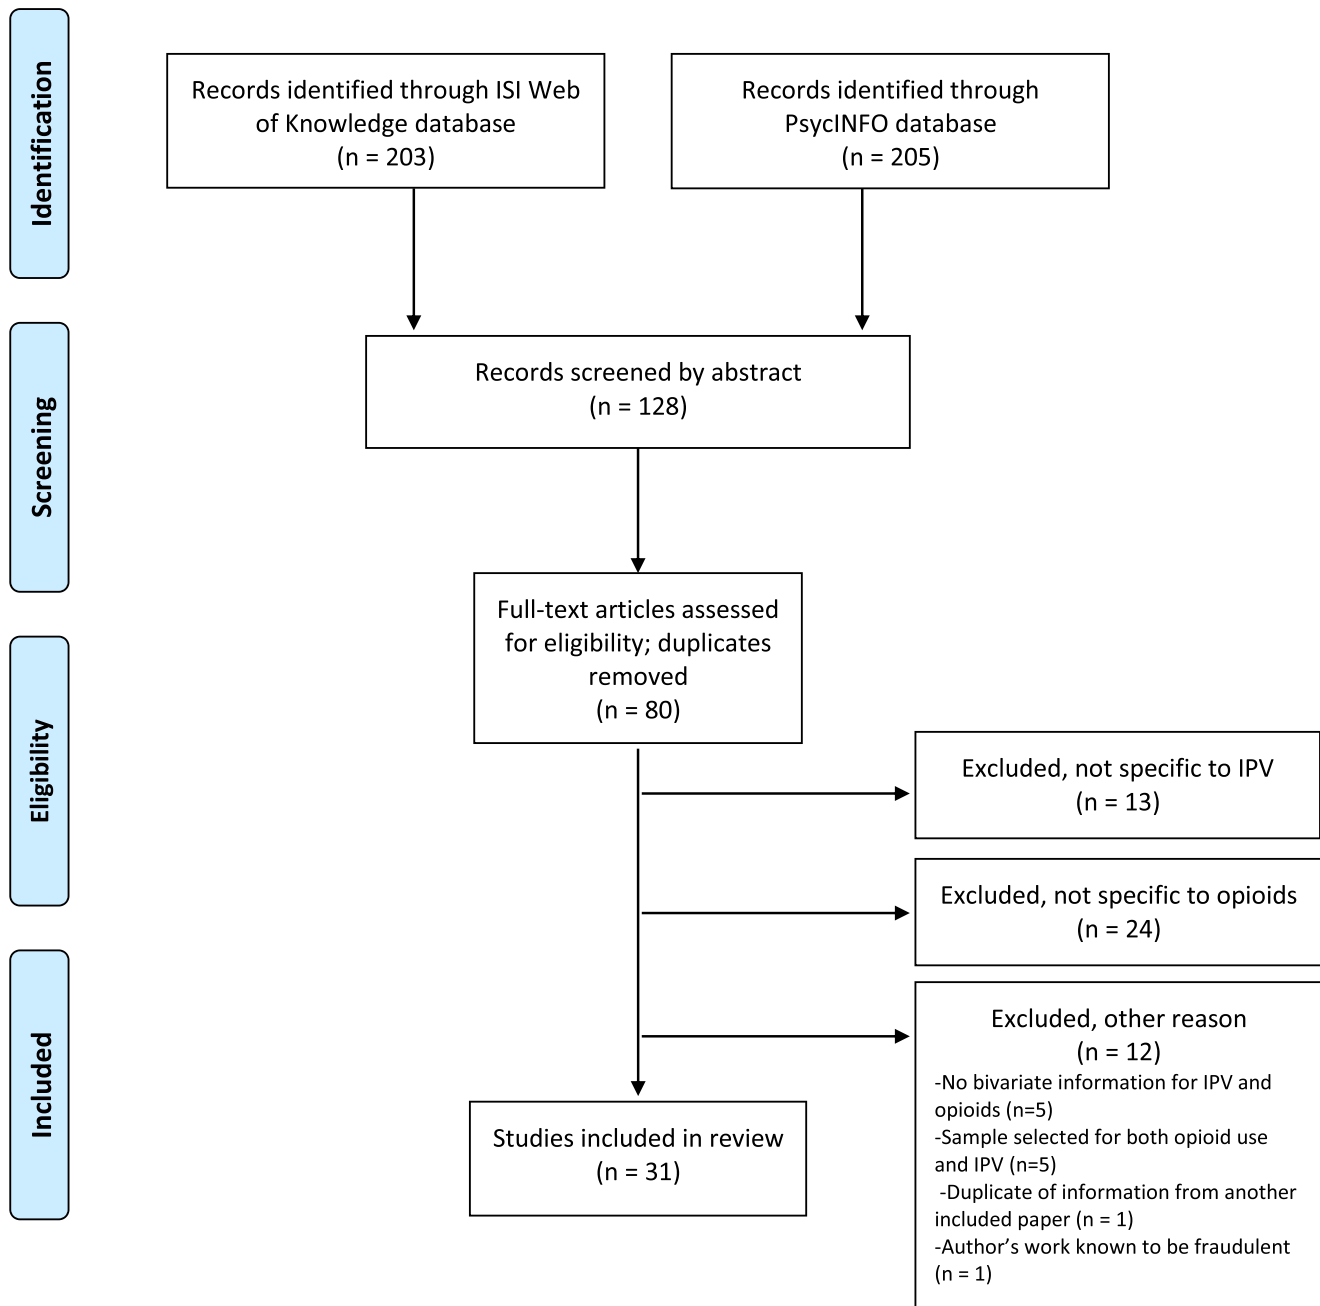 Identification
Records identified through ISI Web
of Knowledge database
(n = 203)
Records identified through
PsycINFO database
(n = 205)
Screening
Records screened by abstract
(n = 128)
Eligibility
Full-text articles assessed
for eligibility; duplicates
removed
(n = 80)
Excluded, not specific to IPV
(n = 13)
Excluded, not specific to opioids
(n = 24)
Excluded, other reason
(n = 12)
-No bivariate information for IPV and
opioids (n=5)
-Sample selected for both opioid use
and IPV (n=5)
-Duplicate of information from another
included paper (n = 1)
-Author’s work known to be fraudulent
(n = 1)
Included
Studies included in review
(n = 31)